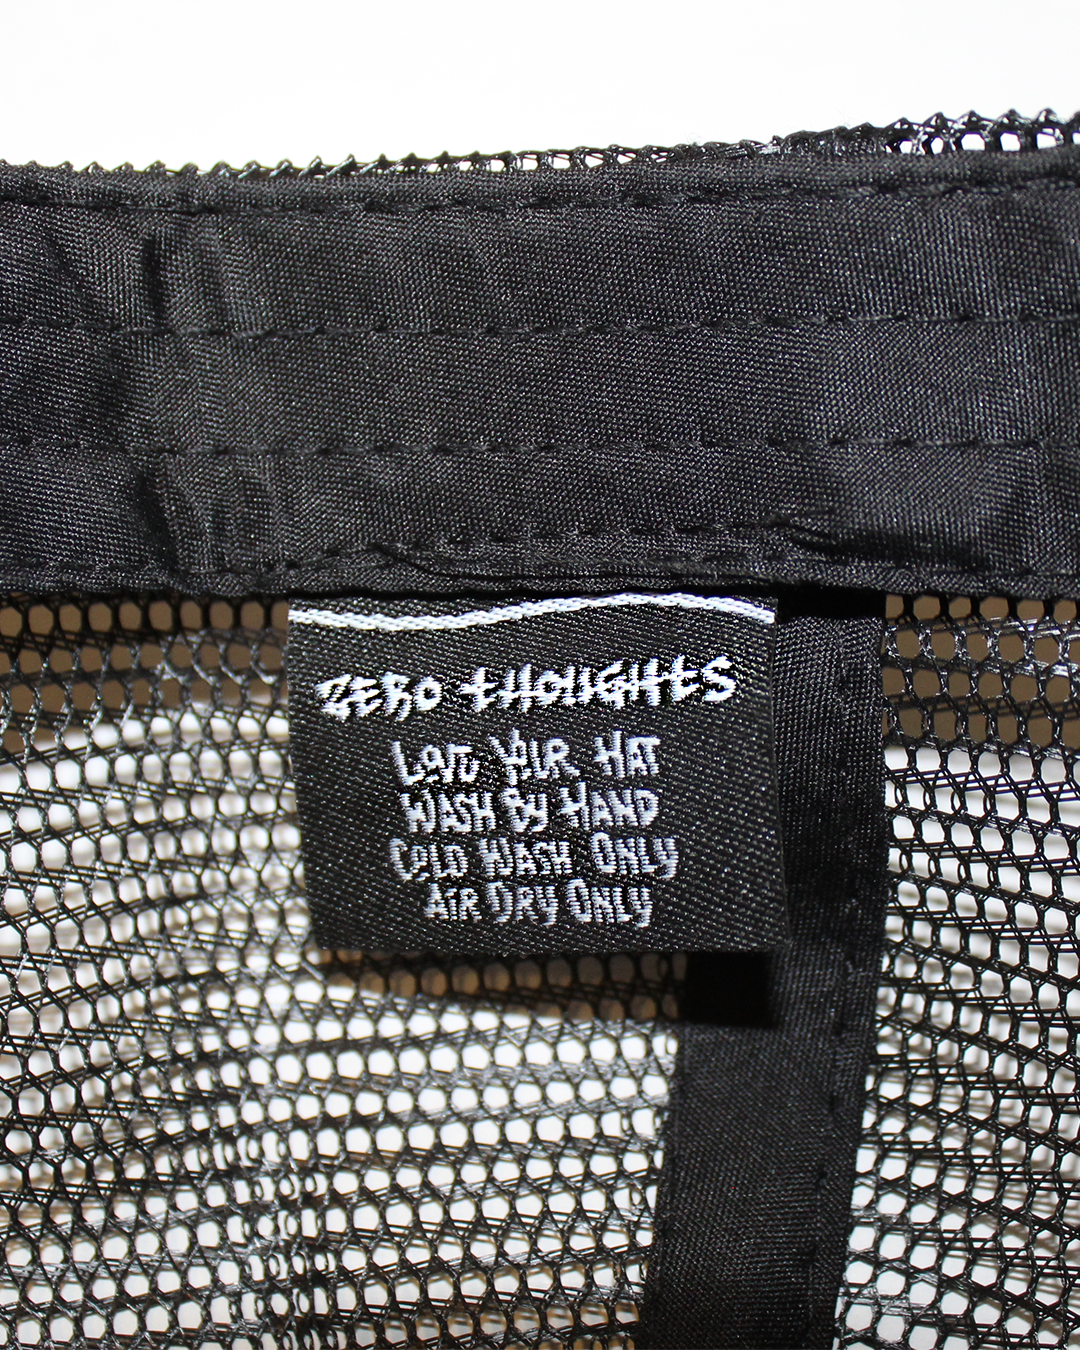 ZERO THOUGHTS
LOVE YOUR HAT
WASH BY HAND
COLD WASH ONLY
AIR DRY ONLY